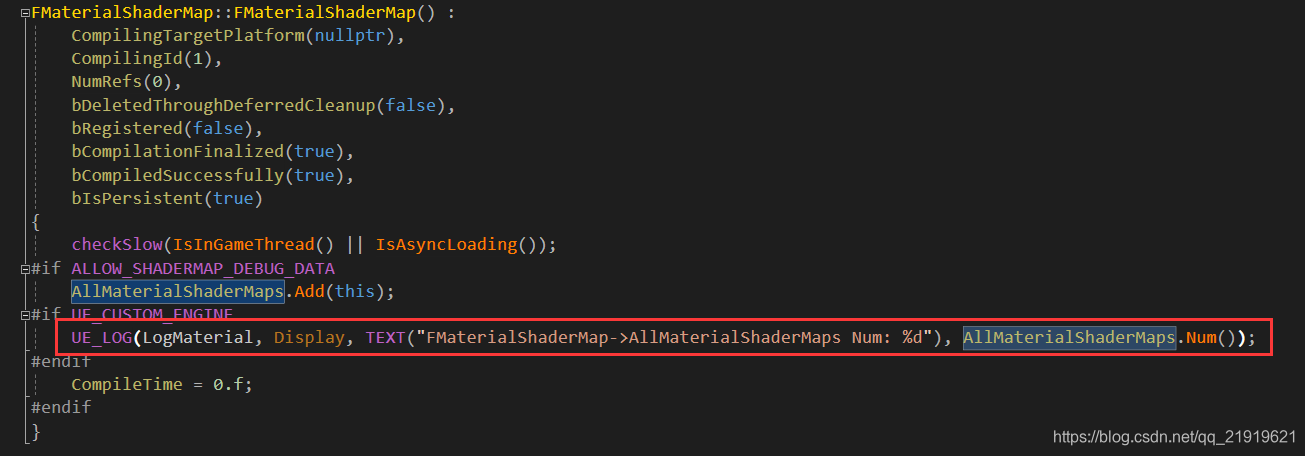 FMaterialShaderMap::FMaterialShaderMap() :
CompilingTargetPlatform(nullptr),
CompilingId(1),
NumRefs(0),
bDeletedThroughDeferredCleanup(false),
bRegistered(false),
bCompilationFinalized(true),
bCompiledSuccessfully(true),
bIsPersistent(true)
{
checkSlow(IsInGameThread() || IsAsyncLoading());
#if ALLOW_SHADERMAP_DEBUG_DATA
AllMaterialShaderMaps.Add(this);
#if UE_CUSTOM_ENGINE
UE_LOG(LogMaterial, Display, TEXT("FMaterialShaderMap->AllMaterialShaderMaps Num: %d"), AllMaterialShaderMaps.Num());
#endif
CompileTime = 0.f;
#endif
}
https://blog.csdn.net/qq_21919621